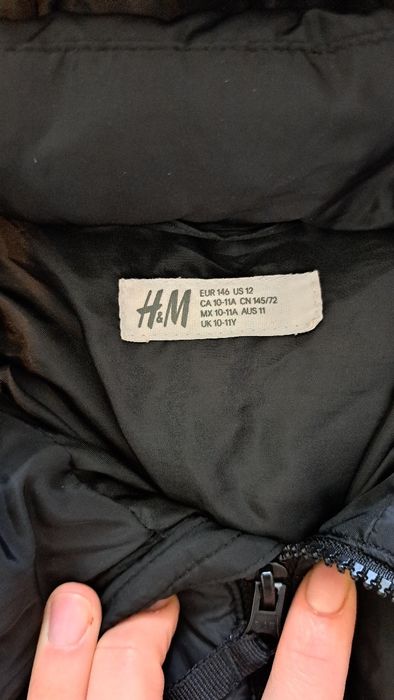 H&M
EUR 146 US 12
CA 10-11A CN 145/72
MX 10-11A AUS 11
UK 10-11Y